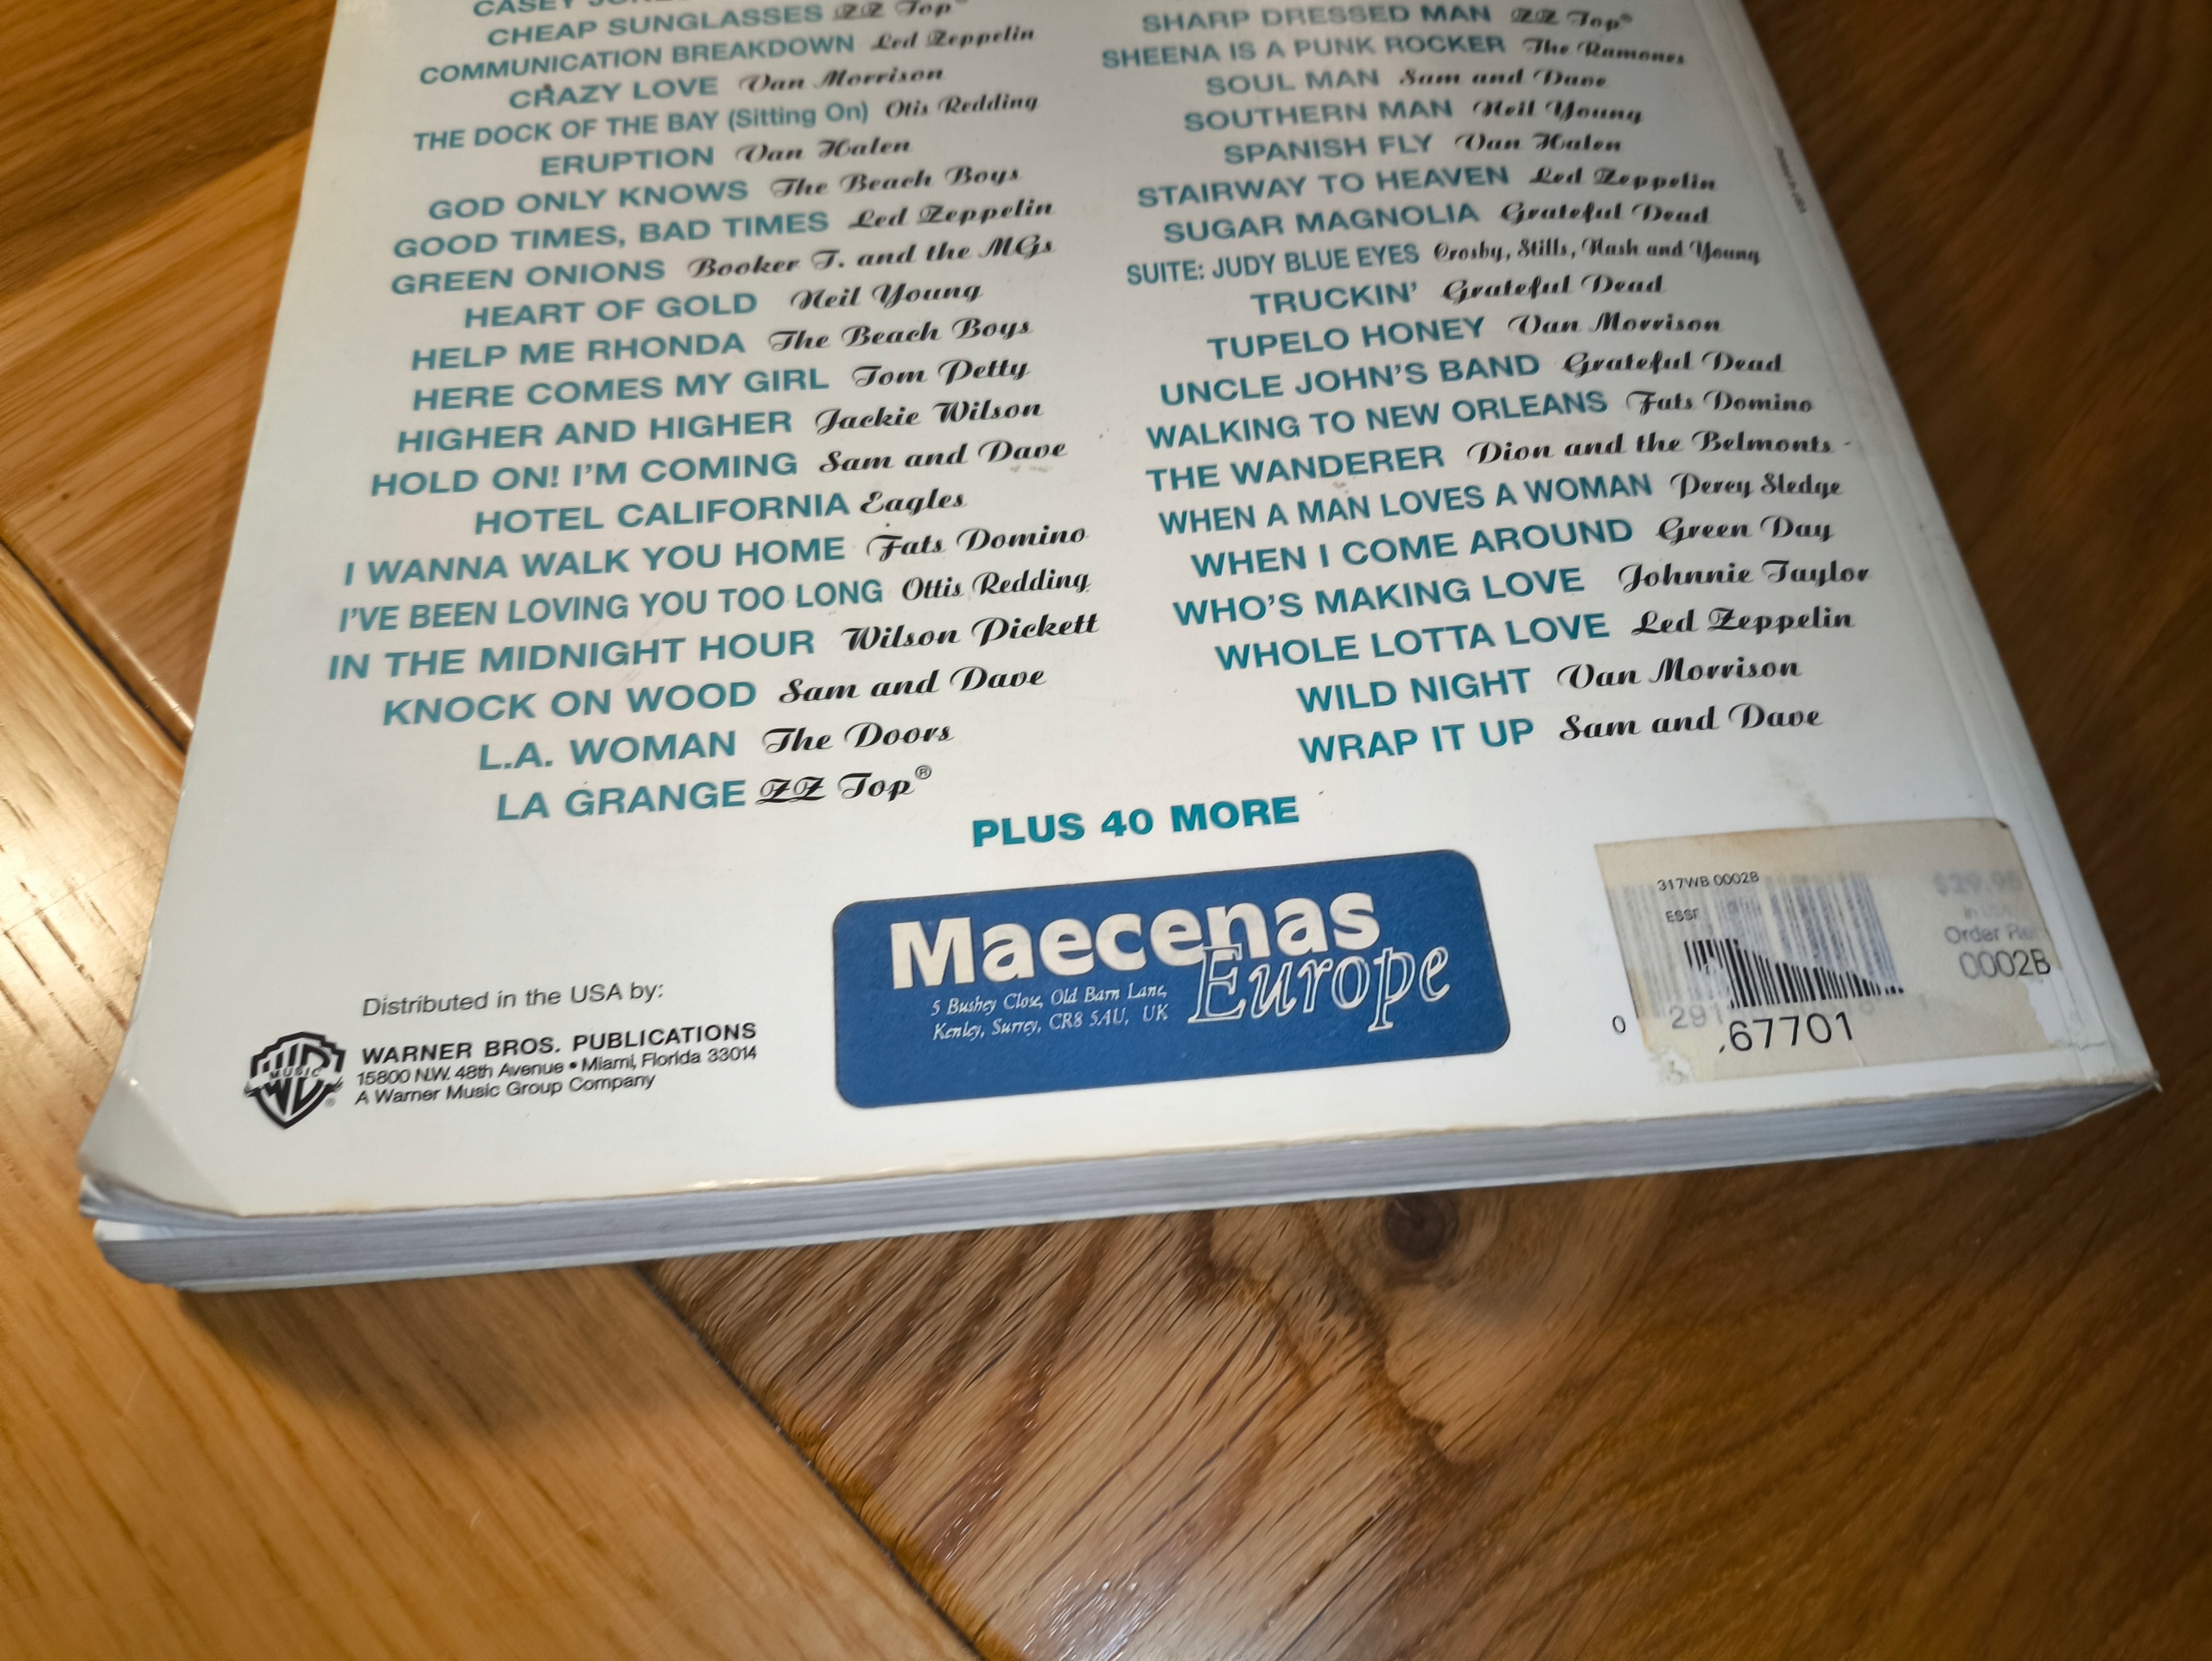 CASEY
CHEAP SUNGLASSES ZZ Top®
COMMUNICATION BREAKDOWN Led Zeppelin
CRAZY LOVE Van Morrison
THE DOCK OF THE BAY (Sitting On) Otis Redding
ERUPTION Van Halen
GOD ONLY KNOWS The Beach Boys
GOOD TIMES, BAD TIMES Led Zeppelin
GREEN ONIONS Booker T. and the MGs
HEART OF GOLD Neil Young
HELP ME RHONDA The Beach Boys
HERE COMES MY GIRL Tom Petty
HIGHER AND HIGHER Jackie Wilson
HOLD ON! I'M COMING Sam and Dave
HOTEL CALIFORNIA Eagles
I WANNA WALK YOU HOME Fats Domino
I'VE BEEN LOVING YOU TOO LONG Ottis Redding
IN THE MIDNIGHT HOUR Wilson Pickett
KNOCK ON WOOD Sam and Dave
L.A. WOMAN The Doors
LA GRANGE ZZ Top®
SHARP DRESSED MAN ZZ Top®
SHEENA IS A PUNK ROCKER The Ramones
SOUL MAN Sam and Dave
SOUTHERN MAN Neil Young
SPANISH FLY Van Halen
STAIRWAY TO HEAVEN Led Zeppelin
SUGAR MAGNOLIA Grateful Dead
SUITE: JUDY BLUE EYES Crosby, Stills, Nash and Young
TRUCKIN' Grateful Dead
TUPELO HONEY Van Morrison
UNCLE JOHN'S BAND Grateful Dead
WALKING TO NEW ORLEANS Fats Domino
THE WANDERER Dion and the Belmonts
WHEN A MAN LOVES A WOMAN Percy Sledge
WHEN I COME AROUND Green Day
WHO'S MAKING LOVE Johnnie Taylor
WHOLE LOTTA LOVE Led Zeppelin
WILD NIGHT Van Morrison
WRAP IT UP Sam and Dave
PLUS 40 MORE
Distributed in the USA by:
WB MUSIC ®
WARNER BROS. PUBLICATIONS
15800 N.W. 48th Avenue • Miami, Florida 33014
A Warner Music Group Company
Maecenas
Europe
5 Bushey Close, Old Barn Lane,
Kenley, Surrey, CR8 5AU, UK
317WB 0002B
ESSF
$29.95
in USA
Order
0002B
0 291
67701